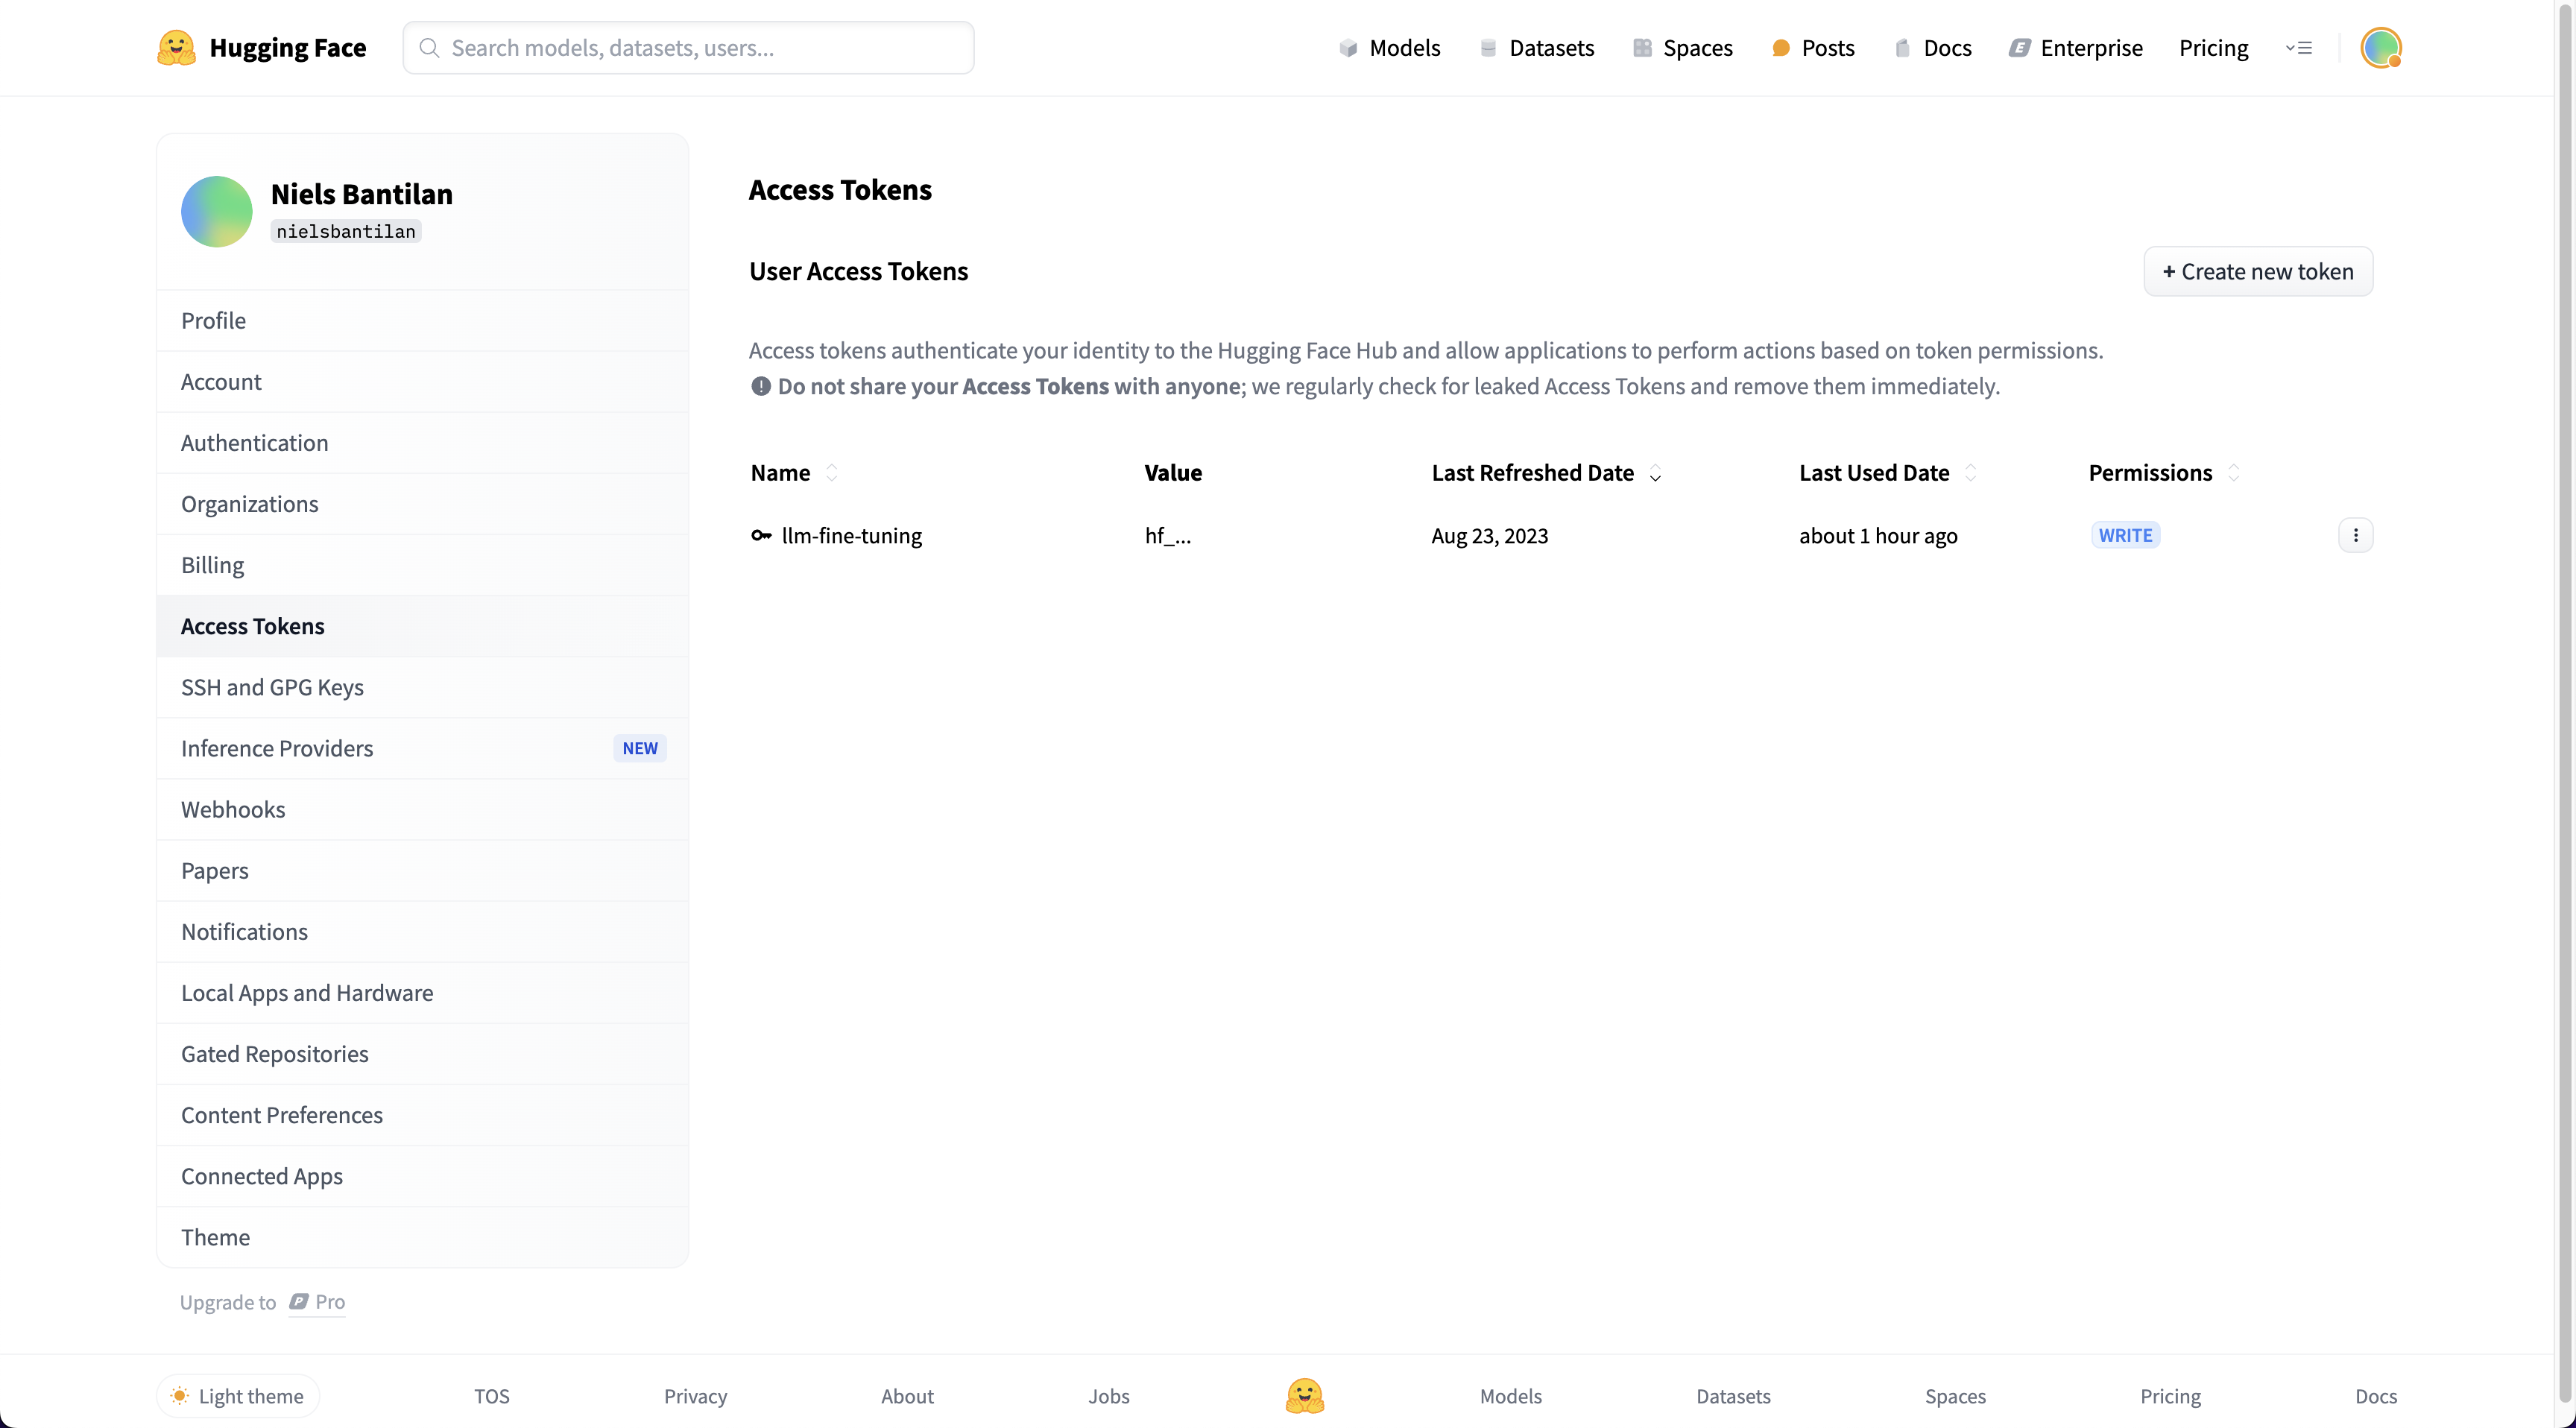 Hugging Face
Search models, datasets, users...
Models
Datasets
Spaces
Posts
Docs
Enterprise
Pricing
Niels Bantilan
nielsbantilan
Profile
Account
Authentication
Organizations
Billing
Access Tokens
SSH and GPG Keys
Inference Providers NEW
Webhooks
Papers
Notifications
Local Apps and Hardware
Gated Repositories
Content Preferences
Connected Apps
Theme
Upgrade to P Pro
Access Tokens
User Access Tokens
+ Create new token
Access tokens authenticate your identity to the Hugging Face Hub and allow applications to perform actions based on token permissions.
Do not share your Access Tokens with anyone; we regularly check for leaked Access Tokens and remove them immediately.
Name Value Last Refreshed Date Last Used Date Permissions
llm-fine-tuning hf_... Aug 23, 2023 about 1 hour ago WRITE
Light theme TOS Privacy About Jobs Models Datasets Spaces Pricing Docs